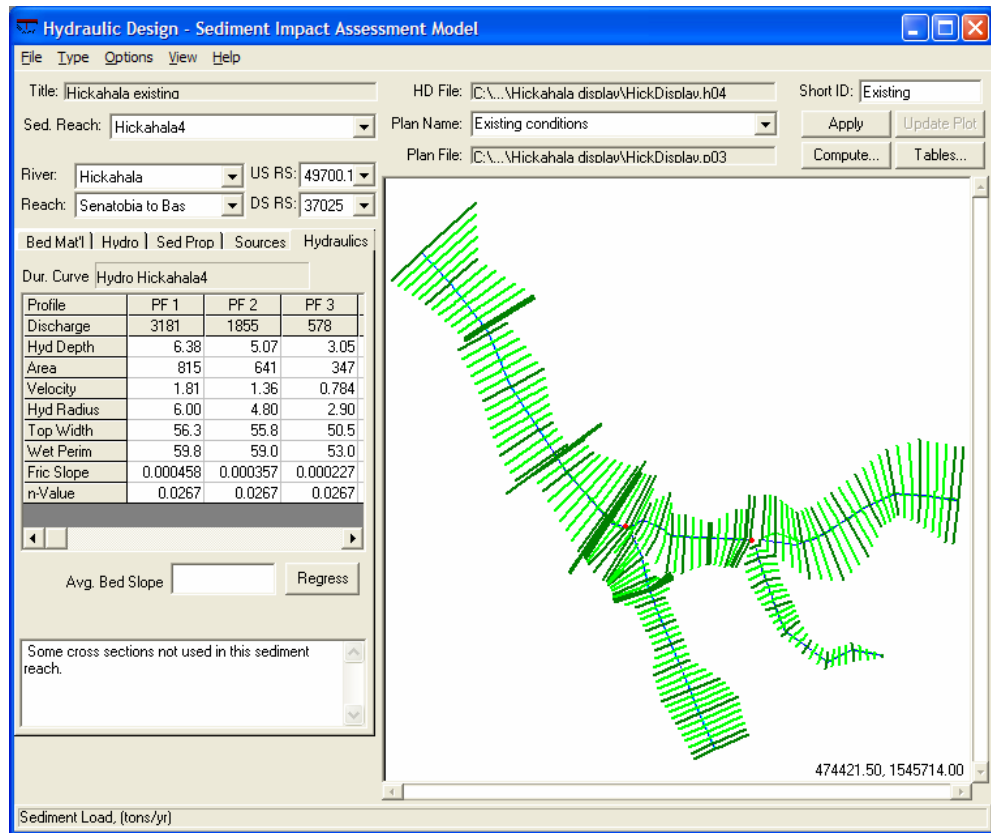 Hydraulic Design - Sediment Impact Assessment Model
File Type Options View Help
Title: Hickahala existing
HD File: C:\...\Hickahala display\HickDisplay.h04
Short ID: Existing
Sed. Reach: Hickahala4
Plan Name: Existing conditions
Apply
Update Plot
Plan File: C:\...\Hickahala display\HickDisplay.p03
Compute...
Tables...
River: Hickahala
US RS: 49700.1
Reach: Senatobia to Bas
DS RS: 37025
Bed Mat'l Hydro Sed Prop Sources Hydraulics
Dur. Curve Hydro Hickahala4
Profile PF 1 PF 2 PF 3
Discharge 3181 1855 578
Hyd Depth 6.38 5.07 3.05
Area 815 641 347
Velocity 1.81 1.36 0.784
Hyd Radius 6.00 4.80 2.90
Top Width 56.3 55.8 50.5
Wet Perim 59.8 59.0 53.0
Fric Slope 0.000458 0.000357 0.000227
n-Value 0.0267 0.0267 0.0267
Avg. Bed Slope
Regress
Some cross sections not used in this sediment
reach.
474421.50, 1545714.00
Sediment Load, (tons/yr)